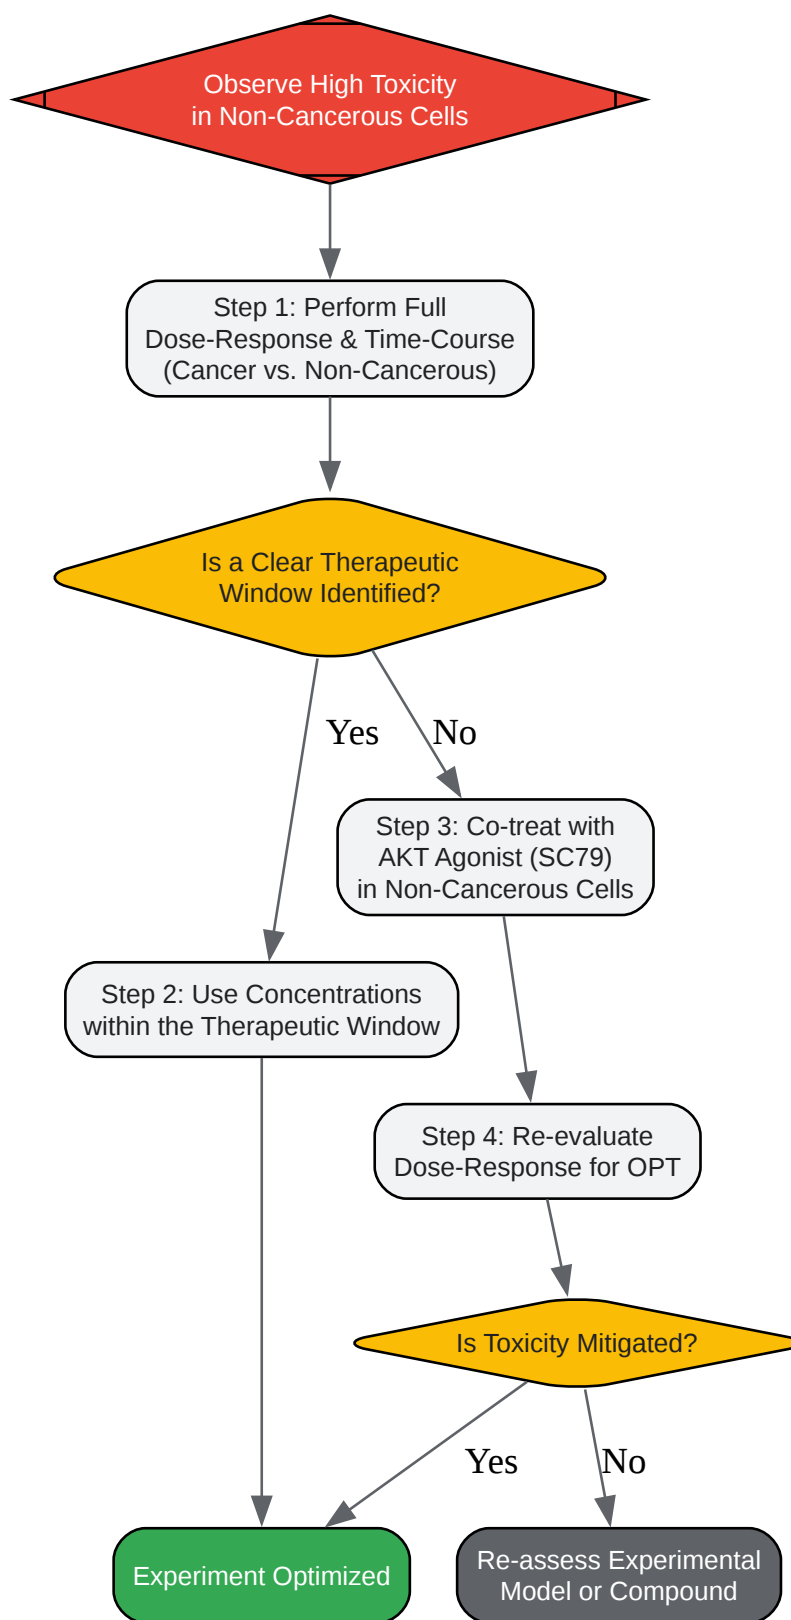 Observe High Toxicity
in Non-Cancerous Cells
Step 1: Perform Full
Dose-Response & Time-Course
(Cancer vs. Non-Cancerous)
Is a Clear Therapeutic
Window Identified?
Yes
No
Step 3: Co-treat with
AKT Agonist (SC79)
in Non-Cancerous Cells
Step 2: Use Concentrations
within the Therapeutic Window
Step 4: Re-evaluate
Dose-Response for OPT
Is Toxicity Mitigated?
Yes
No
Experiment Optimized
Re-assess Experimental
Model or Compound